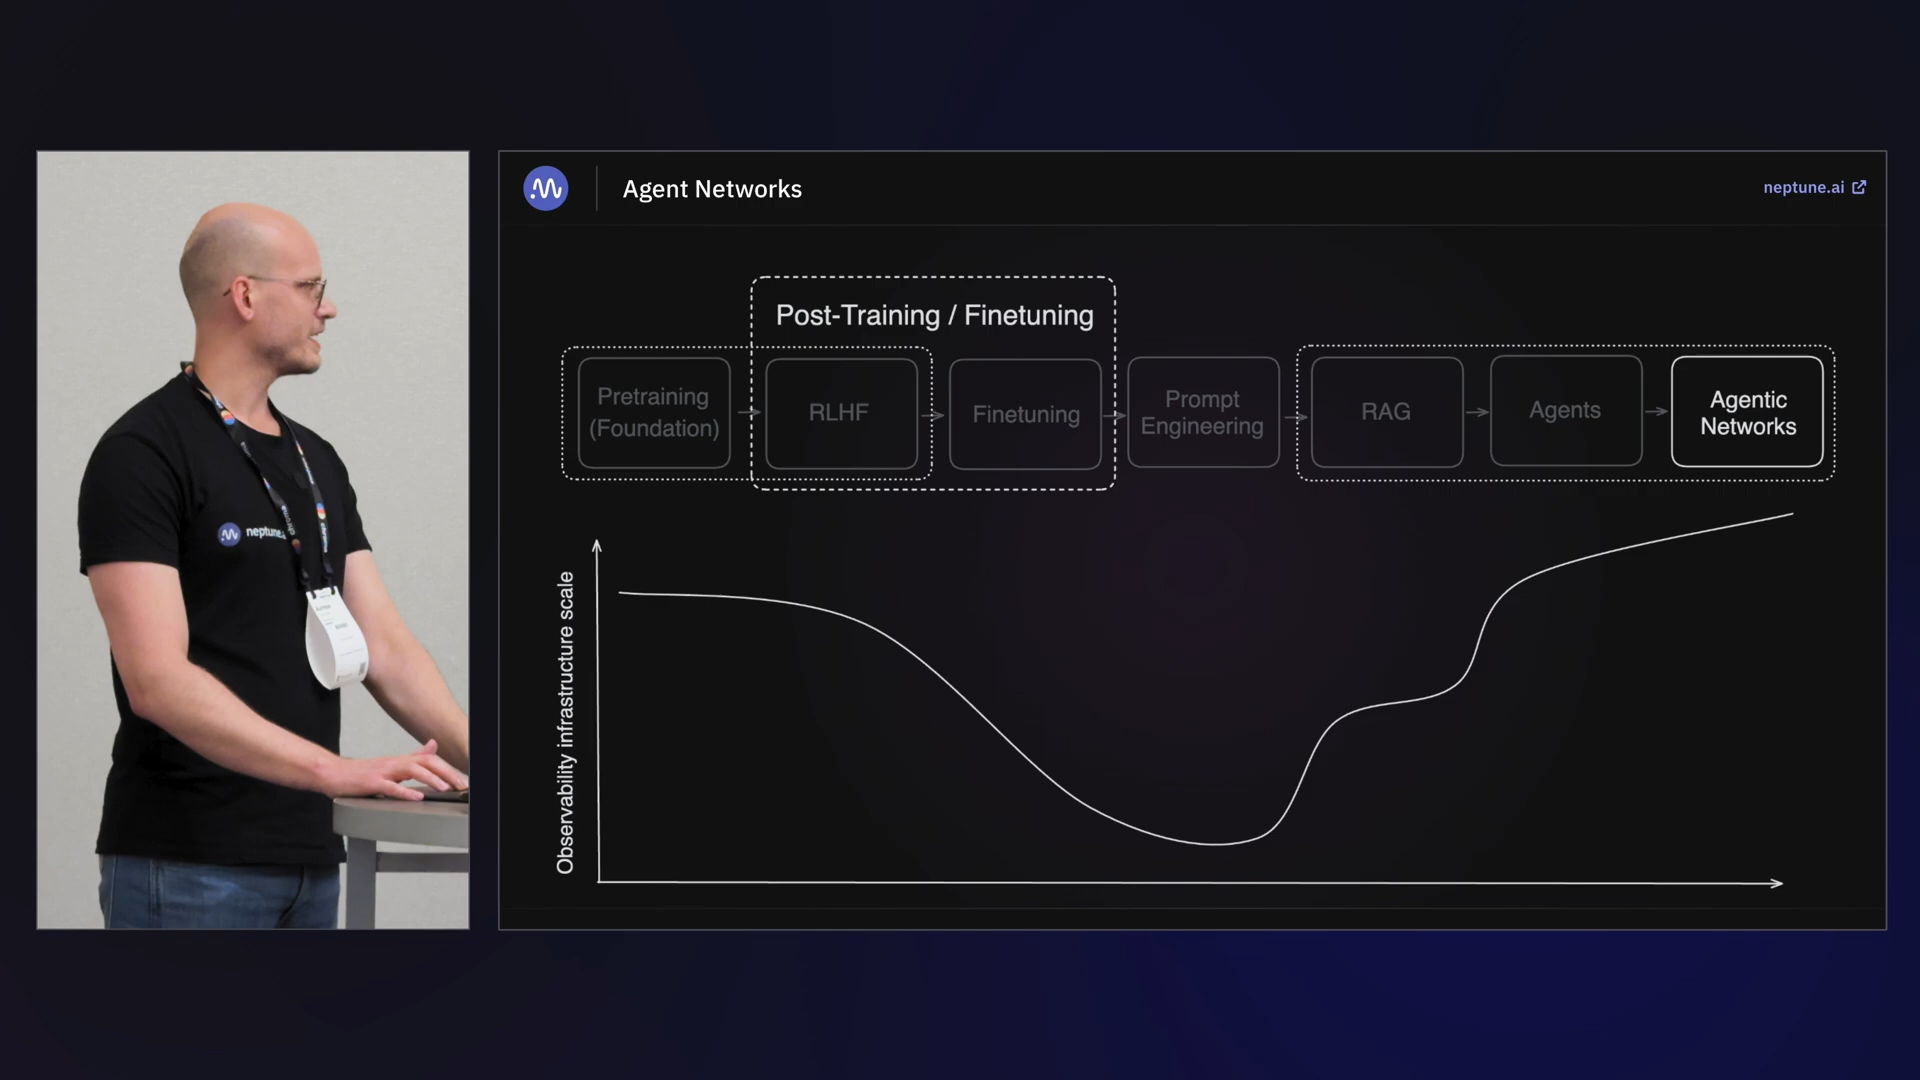 Agent Networks
neptune.ai
Post-Training / Finetuning
Pretraining
(Foundation)
RLHF
Finetuning
Prompt
Engineering
RAG
Agents
Agentic
Networks
Observability infrastructure scale
neptune.